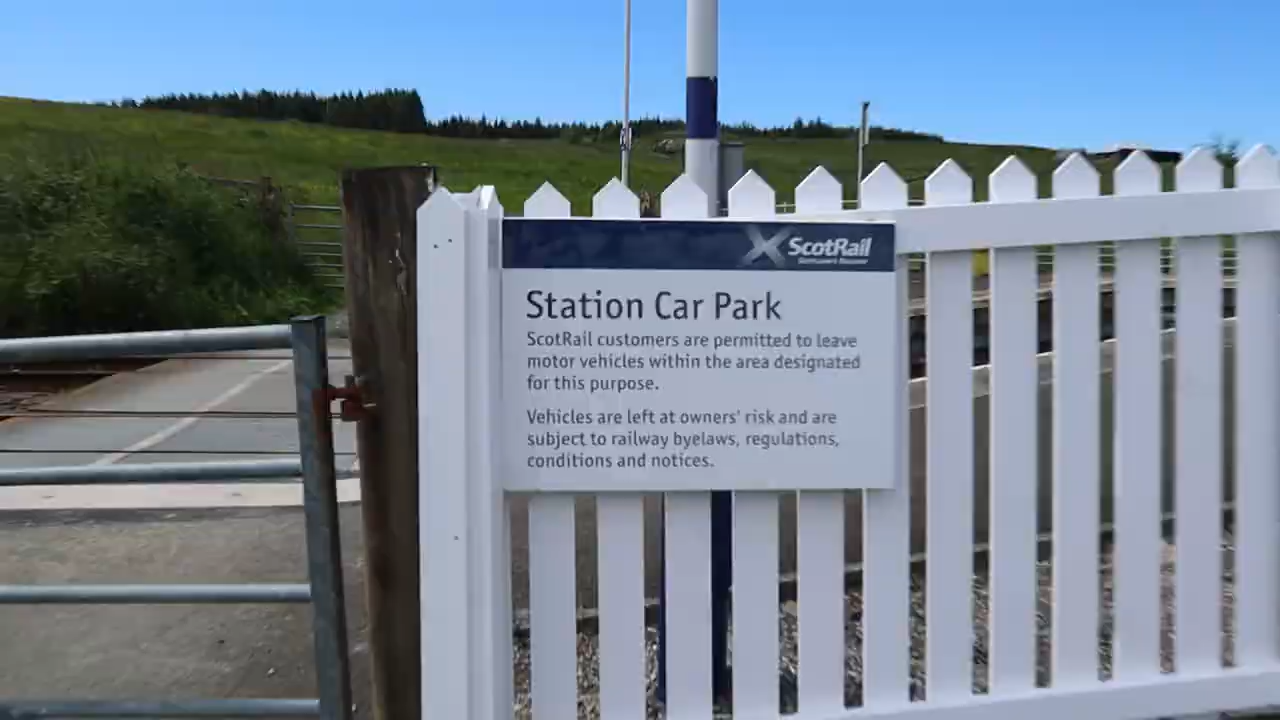 ScotRail
Station Car Park
ScotRail customers are permitted to leave
motor vehicles within the area designated
for this purpose.
Vehicles are left at owners' risk and are
subject to railway byelaws, regulations,
conditions and notices.